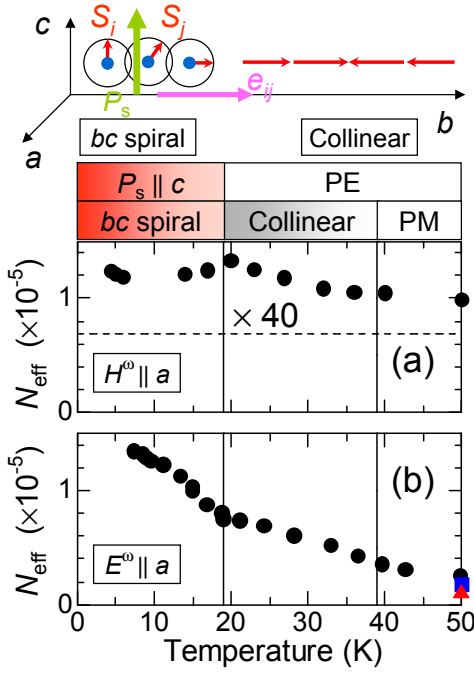 c
S_i
S_j
P_s
e_ij
a
b
bc spiral
Collinear
P_s || c
PE
bc spiral
Collinear
PM
N_eff (×10^-5)
1
0
× 40
H^ω || a
(a)
N_eff (×10^-5)
1
0
E^ω || a
(b)
0 10 20 30 40 50
Temperature (K)